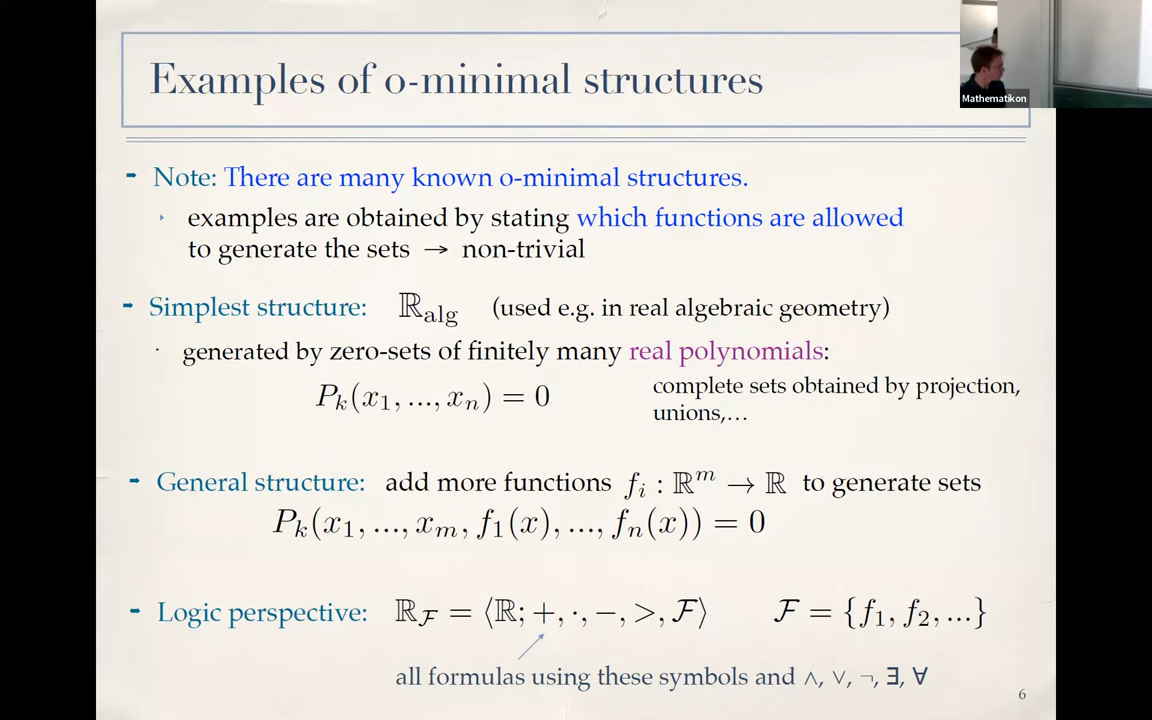 Examples of o-minimal structures
Mathematikon
Note: There are many known o-minimal structures.
examples are obtained by stating which functions are allowed
to generate the sets → non-trivial
Simplest structure: ℝ_alg (used e.g. in real algebraic geometry)
generated by zero-sets of finitely many real polynomials:
P_k(x_1, ..., x_n) = 0
complete sets obtained by projection,
unions,…
General structure: add more functions f_i : ℝ^m → ℝ to generate sets
P_k(x_1, ..., x_m, f_1(x), ..., f_n(x)) = 0
Logic perspective: ℝ_ℱ = ⟨ℝ; +, ·, −, >, ℱ⟩ ℱ = {f_1, f_2, ...}
all formulas using these symbols and ∧, ∨, ¬, ∃, ∀
6